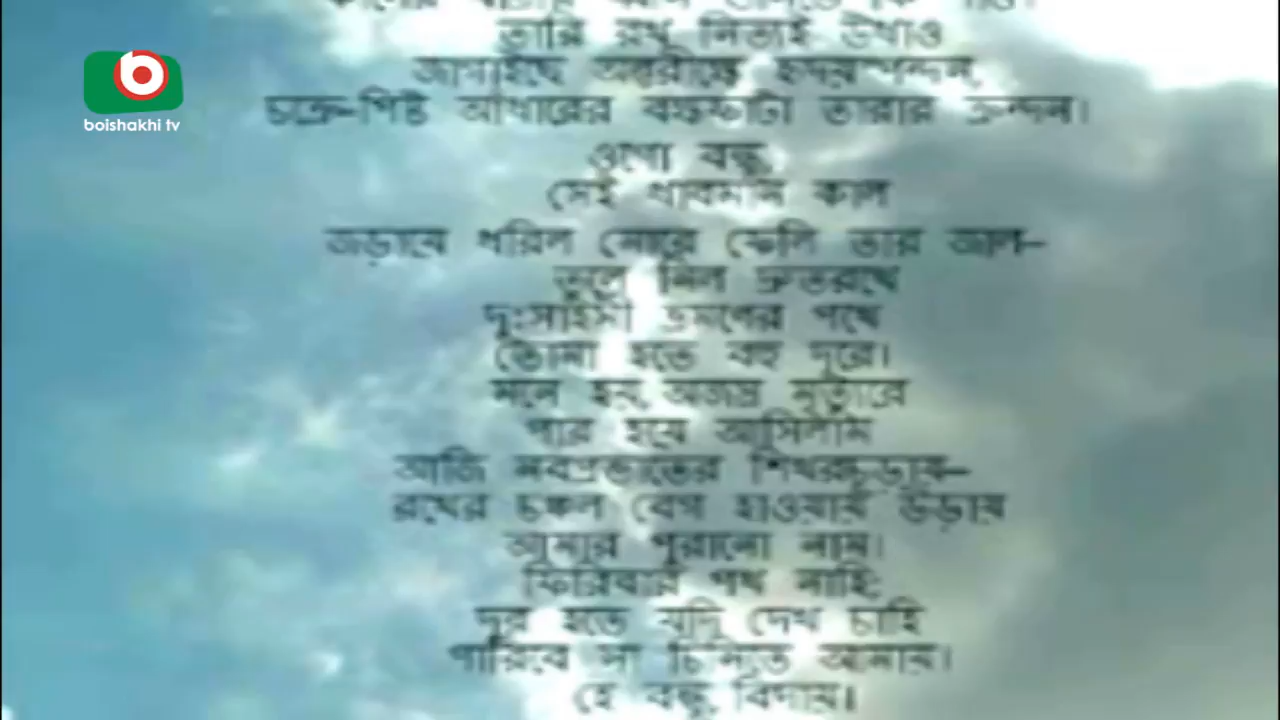 কালের যাত্রার ধ্বনি শুনিতে কি পাও।
তারি রথ নিত্যই উধাও
boishakhi tv
জাগাইছে অন্তরীক্ষে হৃদয়স্পন্দন,
চক্রে-পিষ্ট আঁধারের বক্ষফাটা তারার ক্রন্দন।
ওগো বন্ধু,
সেই ধাবমান কাল
জড়ায়ে ধরিল মোরে ফেলি তার জাল–
তুলে নিল দ্রুতরথে
দুঃসাহসী ভ্রমণের পথে
তোমা হতে বহু দূরে।
মনে হয়, অজস্র মৃত্যুরে
পার হয়ে আসিলাম
আজি নবপ্রভাতের শিখরচূড়ায়–
রথের চঞ্চল বেগ হাওয়ায় উড়ায়
আমার পুরানো নাম।
ফিরিবার পথ নাহি;
দূর হতে যদি দেখ চাহি
পারিবে না চিনিতে আমায়।
হে বন্ধু, বিদায়।